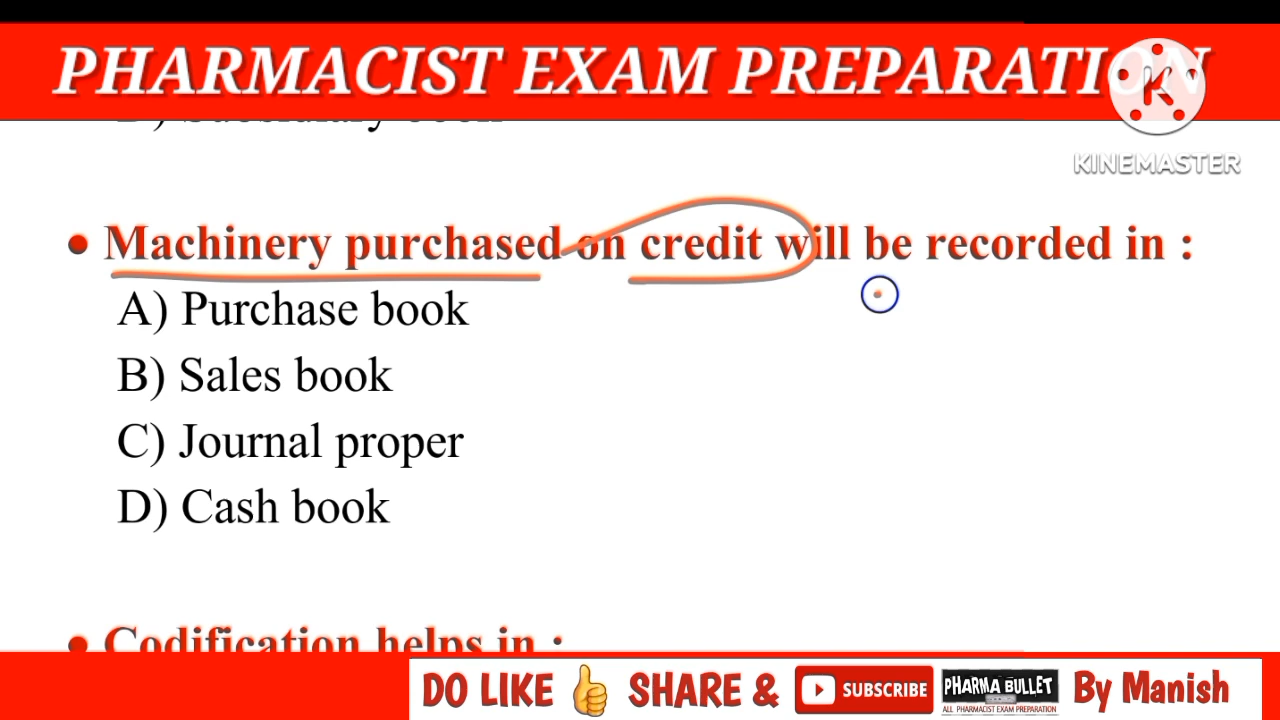 PHARMACIST EXAM PREPARATION
KINEMASTER
• Machinery purchased on credit will be recorded in :
A) Purchase book
B) Sales book
C) Journal proper
D) Cash book
• Codification helps in :
DO LIKE 👍 SHARE & SUBSCRIBE PHARMA BULLET By Manish
ALL PHARMACIST EXAM PREPARATION